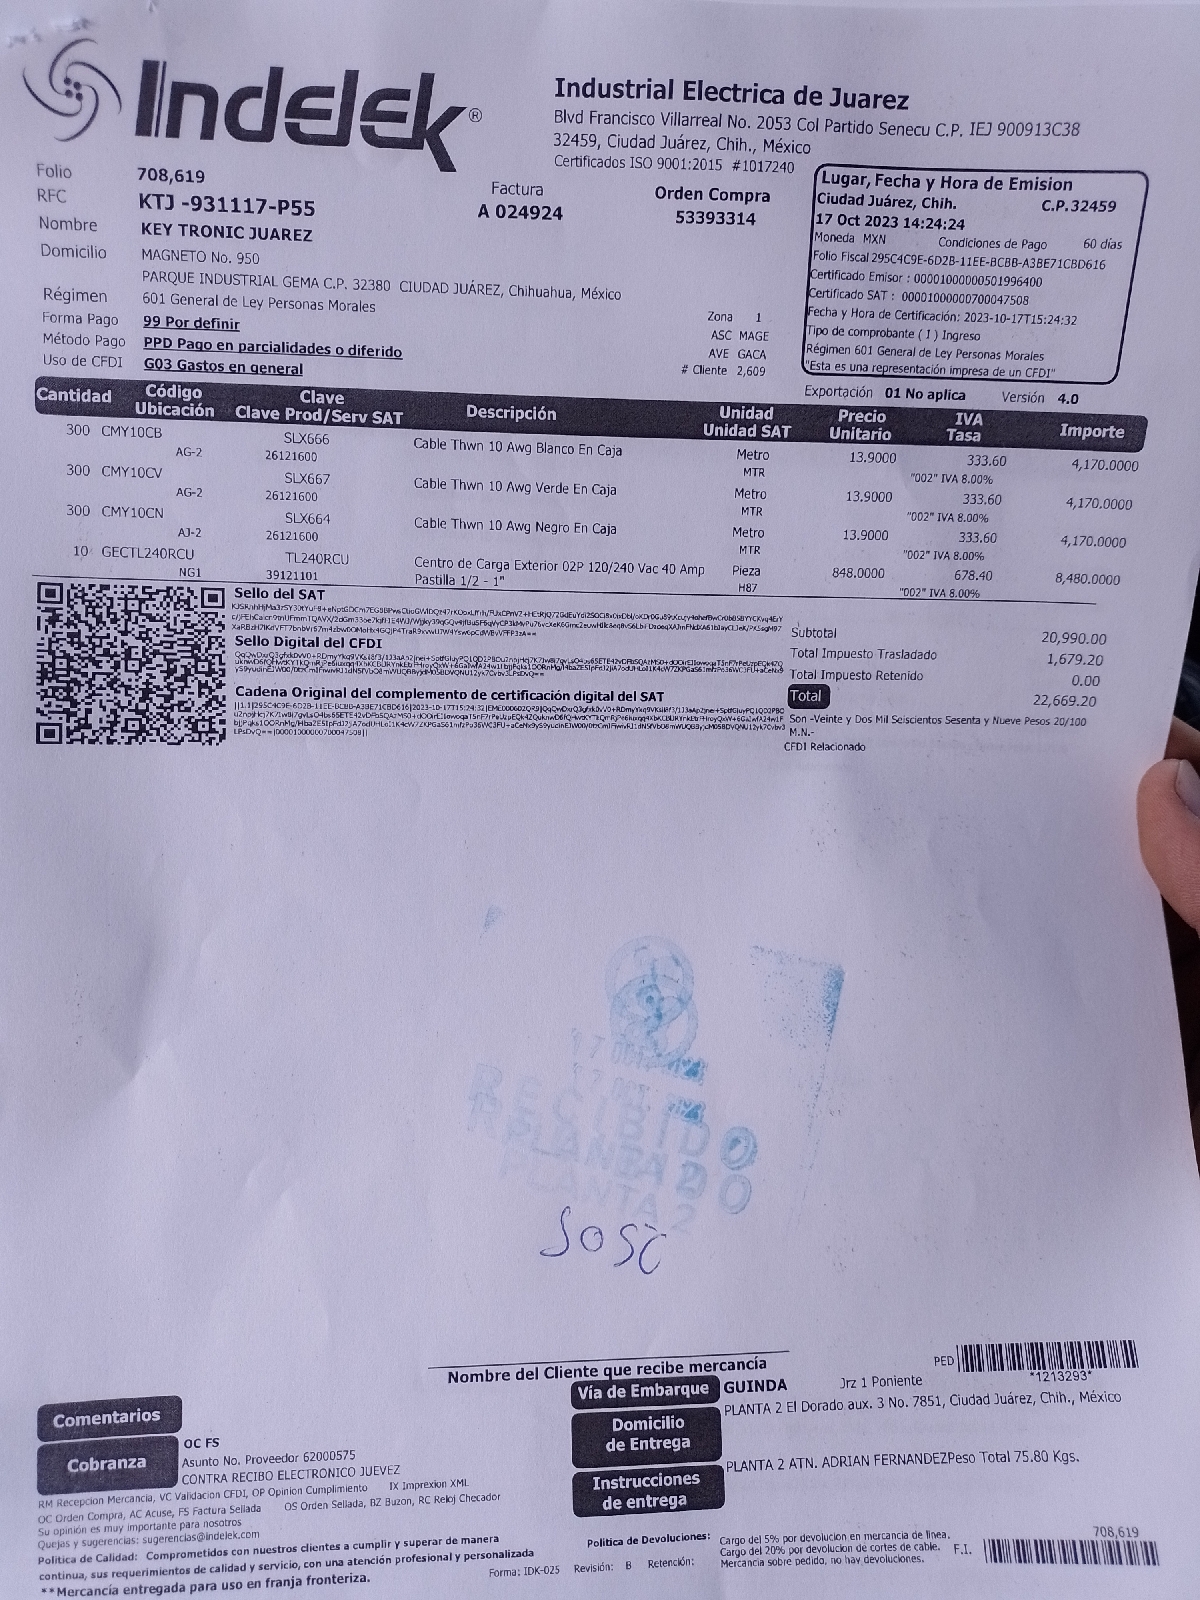 Indelek®
Industrial Electrica de Juarez
Blvd Francisco Villarreal No. 2053 Col Partido Senecu C.P. IEJ 900913C38
32459, Ciudad Juárez, Chih., México
Certificados ISO 9001:2015 #1017240
Folio 708,619
RFC KTJ -931117-P55
Nombre KEY TRONIC JUAREZ
Domicilio MAGNETO No. 950
PARQUE INDUSTRIAL GEMA C.P. 32380 CIUDAD JUÁREZ, Chihuahua, México
Régimen 601 General de Ley Personas Morales
Forma Pago 99 Por definir
Método Pago PPD Pago en parcialidades o diferido
Uso de CFDI G03 Gastos en general
Factura
A 024924
Orden Compra
53393314
Zona 1
ASC MAGE
AVE GACA
# Cliente 2,609
Lugar, Fecha y Hora de Emision
Ciudad Juárez, Chih. C.P.32459
17 Oct 2023 14:24:24
Moneda MXN Condiciones de Pago 60 días
Folio Fiscal 295C4C9E-6D2B-11EE-BCBB-A3BE71CBD616
Certificado Emisor : 00001000000501996400
Certificado SAT : 00001000000700047508
Fecha y Hora de Certificación: 2023-10-17T15:24:32
Tipo de comprobante ( I ) Ingreso
Régimen 601 General de Ley Personas Morales
"Esta es una representación impresa de un CFDI"
Exportación 01 No aplica Versión 4.0
Cantidad Código Ubicación Clave Clave Prod/Serv SAT Descripción Unidad Unidad SAT Precio Unitario IVA Tasa Importe
300 CMY10CB SLX666 Cable Thwn 10 Awg Blanco En Caja Metro 13.9000 333.60 4,170.0000
AG-2 26121600 MTR "002" IVA 8.00%
300 CMY10CV SLX667 Cable Thwn 10 Awg Verde En Caja Metro 13.9000 333.60 4,170.0000
AG-2 26121600 MTR "002" IVA 8.00%
300 CMY10CN SLX664 Cable Thwn 10 Awg Negro En Caja Metro 13.9000 333.60 4,170.0000
AJ-2 26121600 MTR "002" IVA 8.00%
10 GECTL240RCU TL240RCU Centro de Carga Exterior 02P 120/240 Vac 40 Amp Pieza 848.0000 678.40 8,480.0000
NG1 39121101 Pastilla 1/2 - 1" H87 "002" IVA 8.00%
Sello del SAT
Sello Digital del CFDI
Cadena Original del complemento de certificación digital del SAT
Subtotal 20,990.00
Total Impuesto Trasladado 1,679.20
Total Impuesto Retenido 0.00
Total 22,669.20
Son -Veinte y Dos Mil Seiscientos Sesenta y Nueve Pesos 20/100
M.N.-
CFDI Relacionado
RECIBIDO
PLANTA 2
Nombre del Cliente que recibe mercancía
PED *1213293*
Vía de Embarque GUINDA Jrz 1 Poniente
Domicilio de Entrega PLANTA 2 El Dorado aux. 3 No. 7851, Ciudad Juárez, Chih., México
Instrucciones de entrega PLANTA 2 ATN. ADRIAN FERNANDEZPeso Total 75.80 Kgs.
Comentarios
Cobranza
OC FS
Asunto No. Proveedor 62000575
CONTRA RECIBO ELECTRONICO JUEVEZ
RM Recepcion Mercancia, VC Validacion CFDI, OP Opinion Cumplimiento IX Imprexion XML
OC Orden Compra, AC Acuse, FS Factura Sellada OS Orden Sellada, BZ Buzon, RC Reloj Checador
Su opinión es muy importante para nosotros
Quejas y sugerencias: sugerencias@indelek.com
Politica de Calidad: Comprometidos con nuestros clientes a cumplir y superar de manera
continua, sus requerimientos de calidad y servicio, con una atención profesional y personalizada
**Mercancía entregada para uso en franja fronteriza.
Forma: IDK-025 Revisión: B Retención:
Politica de Devoluciones: Cargo del 5% por devolucion en mercancia de linea.
Cargo del 20% por devolucion de cortes de cable.
Mercancia sobre pedido, no hay devoluciones.
F.I. 708,619